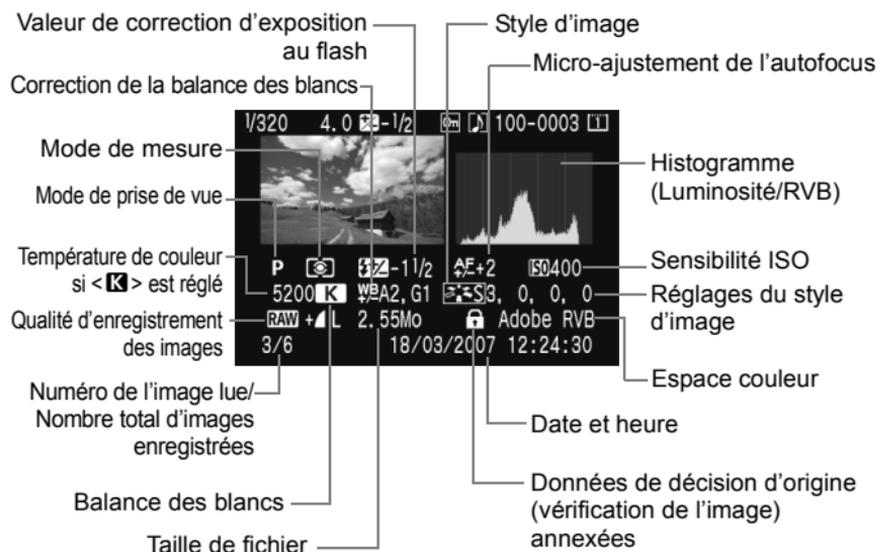 Valeur de correction d'exposition
au flash
Style d'image
Micro-ajustement de l'autofocus
Correction de la balance des blancs
1/320 4.0 -1/2 100-0003 1
Mode de mesure
Histogramme
(Luminosité/RVB)
Mode de prise de vue
P -1 1/2 AF+2 ISO400
Sensibilité ISO
Température de couleur
si <K> est réglé
5200 K WB A2, G1 S 3, 0, 0, 0
Réglages du style
d'image
Qualité d'enregistrement
des images
RAW + L 2.55Mo Adobe RVB
3/6 18/03/2007 12:24:30
Espace couleur
Numéro de l'image lue/
Nombre total d'images
enregistrées
Date et heure
Balance des blancs
Données de décision d'origine
(vérification de l'image)
annexées
Taille de fichier